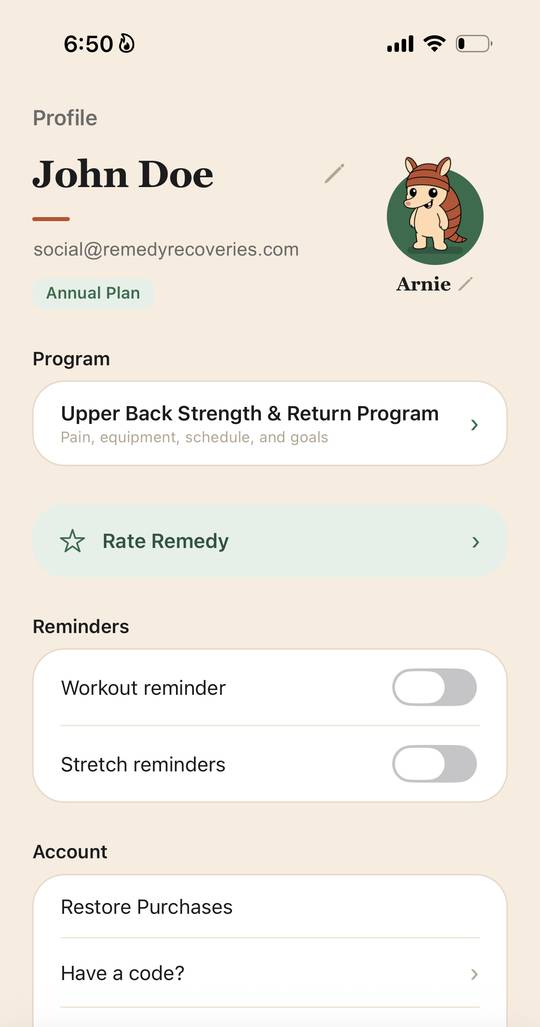 6:50
Profile
John Doe
social@remedyrecoveries.com
Annual Plan
Arnie
Program
Upper Back Strength & Return Program
Pain, equipment, schedule, and goals
Rate Remedy
Reminders
Workout reminder
Stretch reminders
Account
Restore Purchases
Have a code?